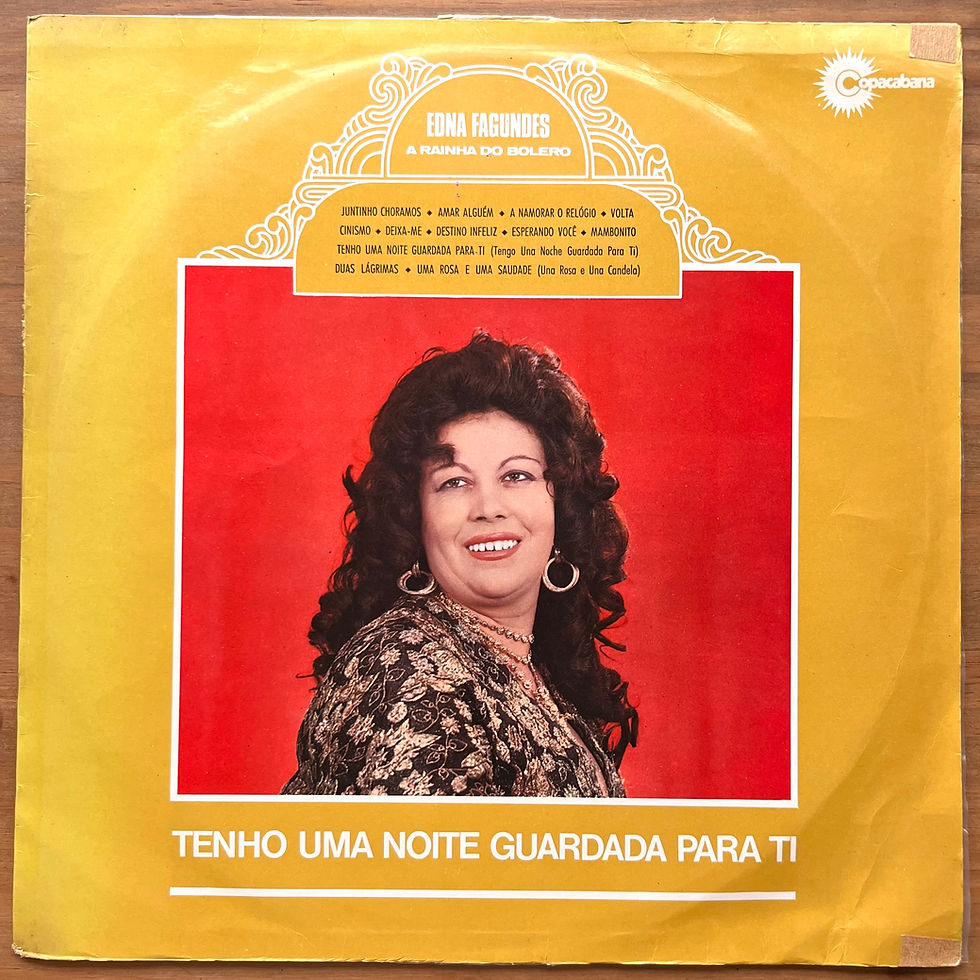 Copacabana
EDNA FAGUNDES
A RAINHA DO BOLERO
JUNTINHO CHORAMOS ◆ AMAR ALGUÉM ◆ A NAMORAR O RELÓGIO ◆ VOLTA
CINISMO ◆ DEIXA-ME ◆ DESTINO INFELIZ ◆ ESPERANDO VOCÊ ◆ MAMBONITO
TENHO UMA NOITE GUARDADA PARA-TI (Tengo Una Noche Guardada Para Ti)
DUAS LÁGRIMAS ◆ UMA ROSA E UMA SAUDADE (Una Rosa e Una Candela)
TENHO UMA NOITE GUARDADA PARA TI